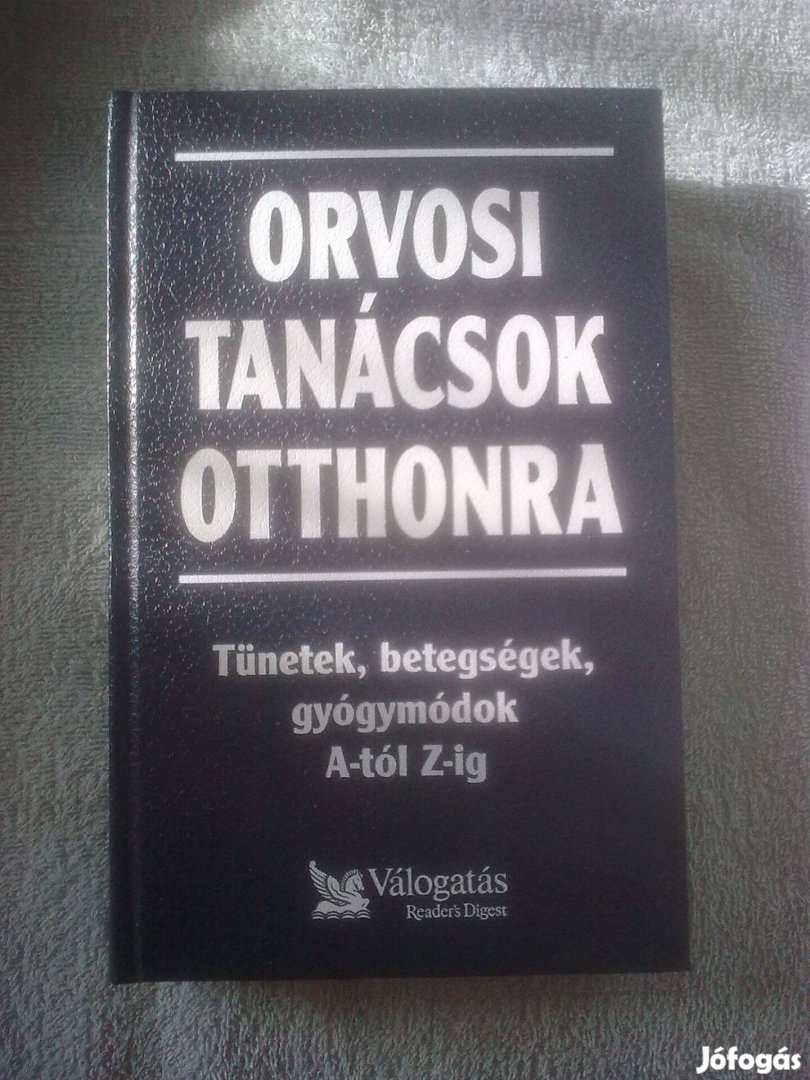 ORVOSI
TANÁCSOK
OTTHONRA
Tünetek, betegségek,
gyógymódok
A-tól Z-ig
Válogatás
Reader's Digest
Jófogás